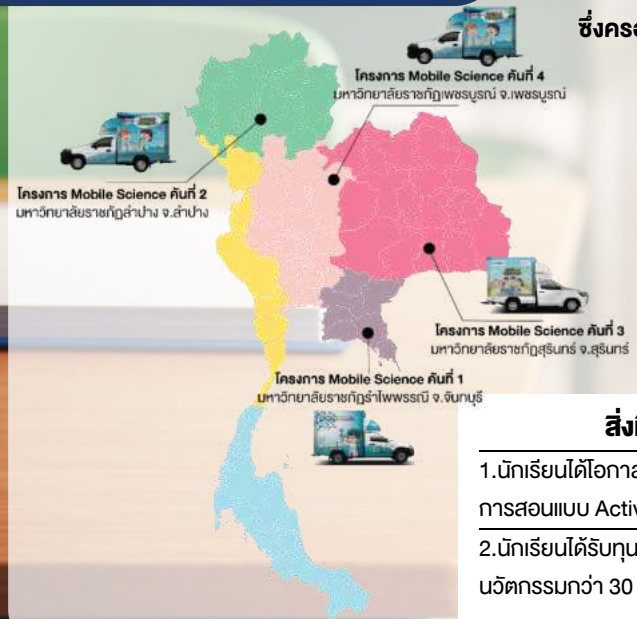 ซึ่งครอ
โครงการ Mobile Science คันที่ 4
มหาวิทยาลัยราชภัฏเพชรบูรณ์ จ.เพชรบูรณ์
โครงการ Mobile Science คันที่ 2
มหาวิทยาลัยราชภัฏลำปาง จ.ลำปาง
โครงการ Mobile Science คันที่ 3
มหาวิทยาลัยราชภัฏสุรินทร์ จ.สุรินทร์
โครงการ Mobile Science คันที่ 1
มหาวิทยาลัยราชภัฏรำไพพรรณี จ.จันทบุรี
1.นักเรียนได้โอกาส
การสอนแบบ Activ
2.นักเรียนได้รับทุน
นวัตกรรมกว่า 30